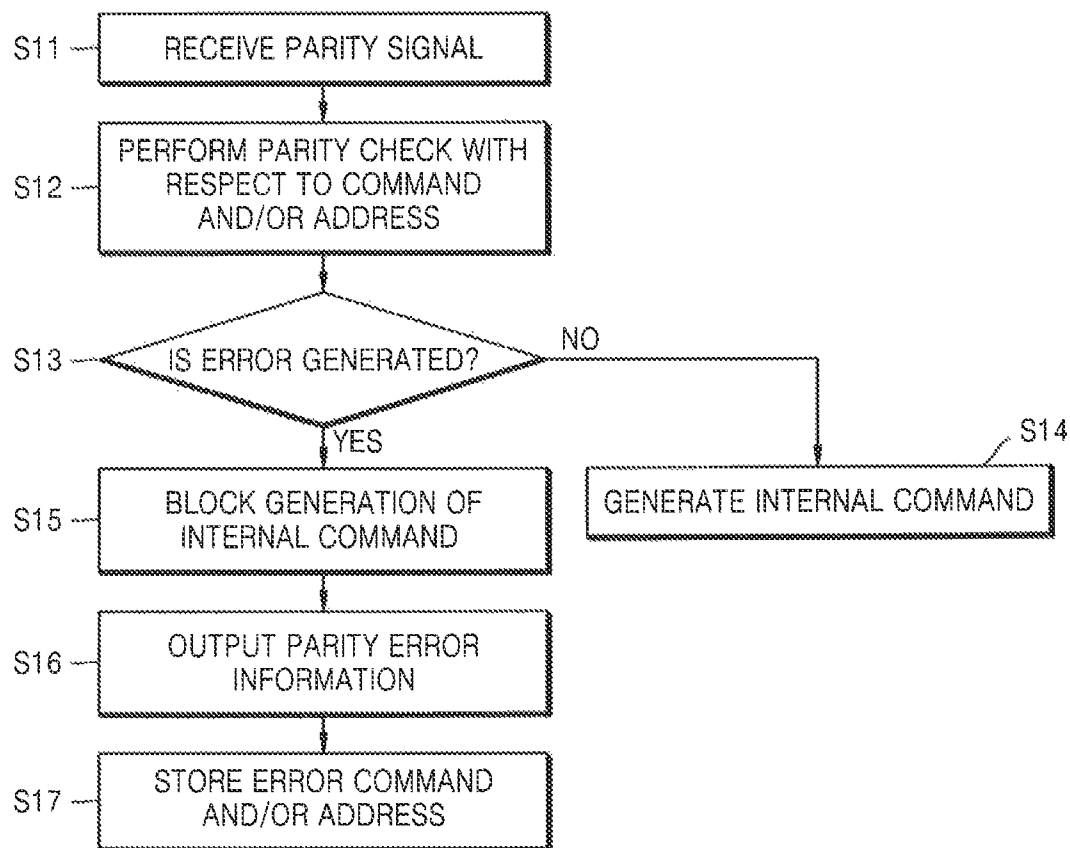 S11
RECEIVE PARITY SIGNAL
S12
PERFORM PARITY CHECK WITH
RESPECT TO COMMAND
AND/OR ADDRESS
S13
IS ERROR GENERATED?
NO
YES
S14
GENERATE INTERNAL COMMAND
S15
BLOCK GENERATION OF
INTERNAL COMMAND
S16
OUTPUT PARITY ERROR
INFORMATION
S17
STORE ERROR COMMAND
AND/OR ADDRESS